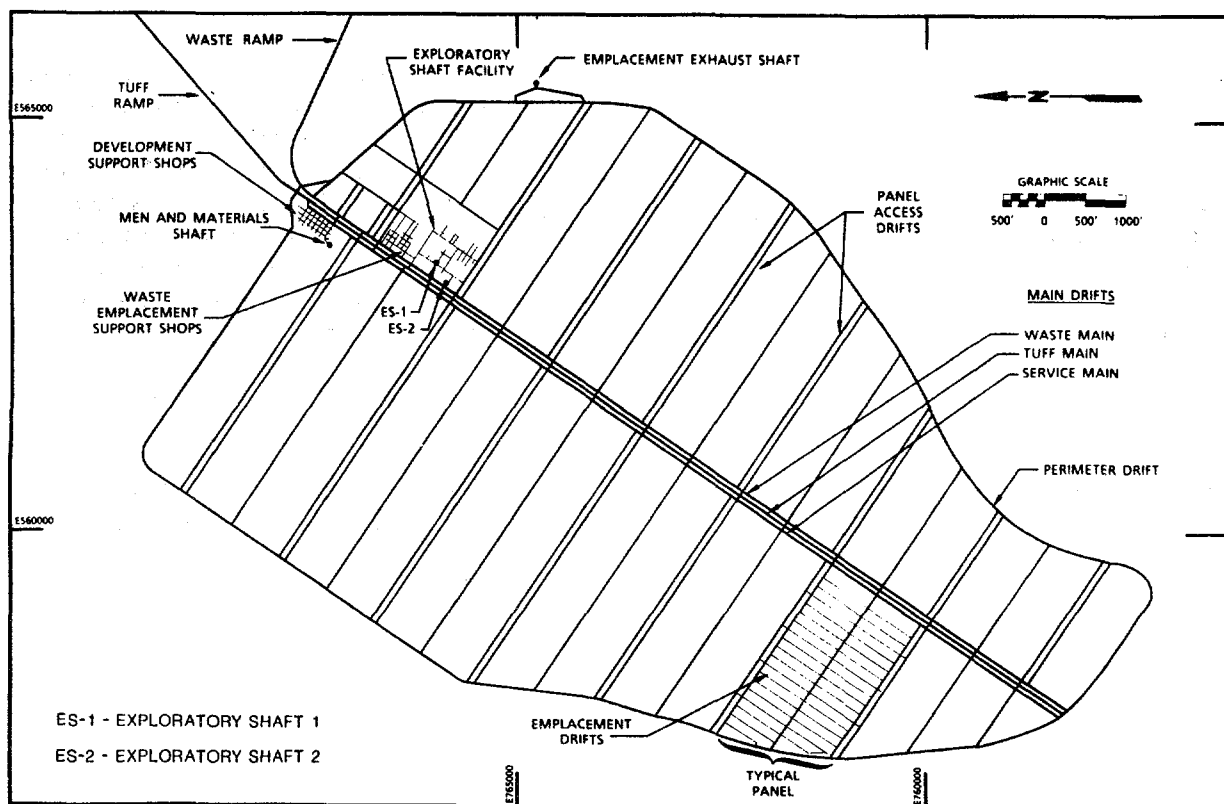 WASTE RAMP
TUFF
RAMP
EXPLORATORY
SHAFT FACILITY
EMPLACEMENT EXHAUST SHAFT
N
E565000
DEVELOPMENT
SUPPORT SHOPS
MEN AND MATERIALS
SHAFT
WASTE
EMPLACEMENT
SUPPORT SHOPS
ES-1
ES-2
PANEL
ACCESS
DRIFTS
GRAPHIC SCALE
500' 0 500' 1000'
MAIN DRIFTS
WASTE MAIN
TUFF MAIN
SERVICE MAIN
PERIMETER DRIFT
E560000
EMPLACEMENT
DRIFTS
TYPICAL
PANEL
E765000
E760000
ES-1 - EXPLORATORY SHAFT 1
ES-2 - EXPLORATORY SHAFT 2